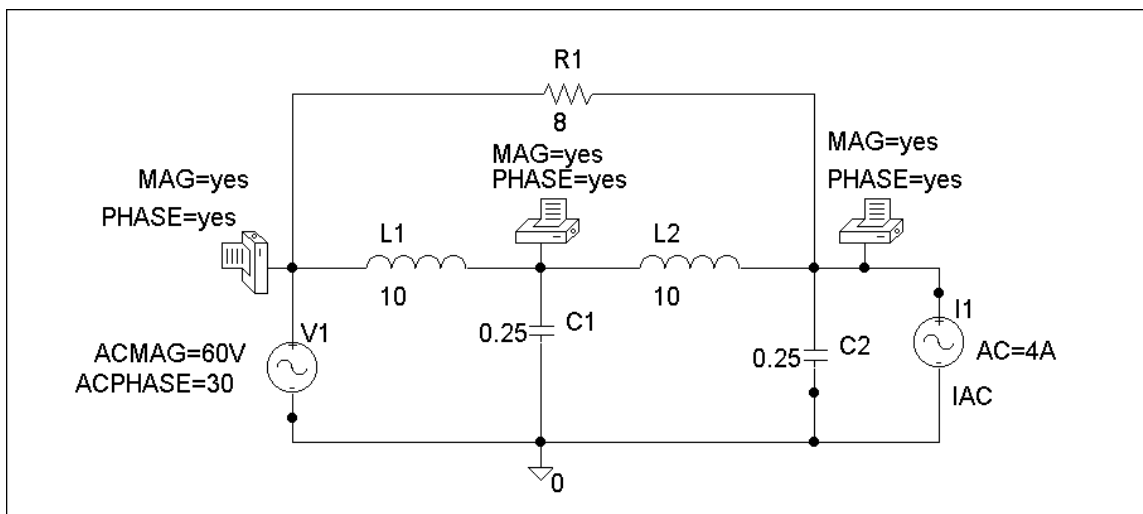 R1
8
MAG=yes
PHASE=yes
MAG=yes
PHASE=yes
MAG=yes
PHASE=yes
L1
10
L2
10
V1
ACMAG=60V
ACPHASE=30
0.25
C1
0.25
C2
I1
AC=4A
IAC
0